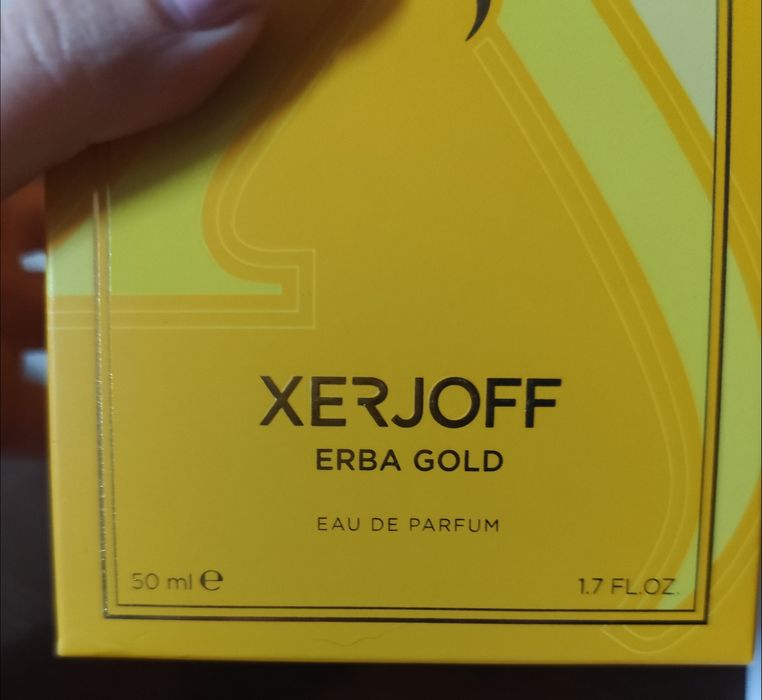 XERJOFF
ERBA GOLD
EAU DE PARFUM
50 ml ℮
1.7 FL.OZ.